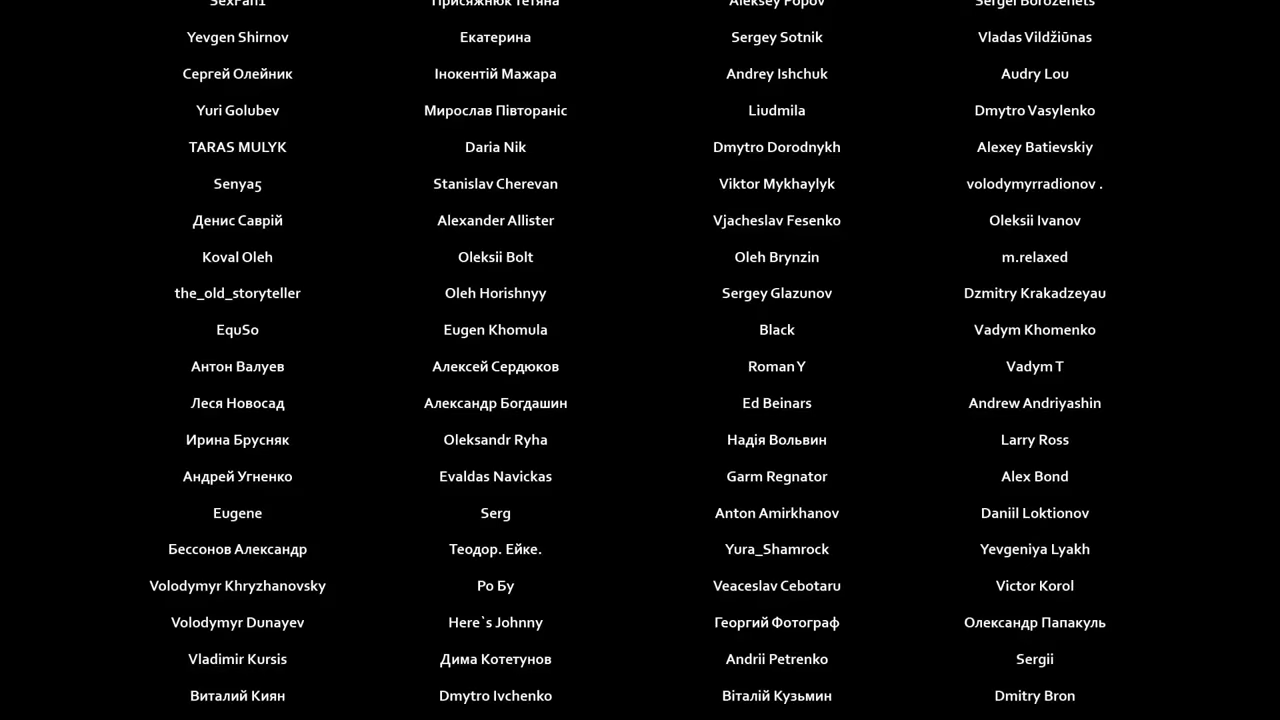 SexFan1 Присяжнюк Тетяна Aleksey Popov Sergei Borozenets
Yevgen Shirnov Екатерина Sergey Sotnik Vladas Vildžiūnas
Сергей Олейник Інокентій Мажара Andrey Ishchuk Audry Lou
Yuri Golubev Мирослав Півтораніс Liudmila Dmytro Vasylenko
TARAS MULYK Daria Nik Dmytro Dorodnykh Alexey Batievskiy
Senya5 Stanislav Cherevan Viktor Mykhaylyk volodymyrradionov .
Денис Саврій Alexander Allister Vjacheslav Fesenko Oleksii Ivanov
Koval Oleh Oleksii Bolt Oleh Brynzin m.relaxed
the_old_storyteller Oleh Horishnyy Sergey Glazunov Dzmitry Krakadzeyau
EquSo Eugen Khomula Black Vadym Khomenko
Антон Валуев Алексей Сердюков Roman Y Vadym T
Леся Новосад Александр Богдашин Ed Beinars Andrew Andriyashin
Ирина Брусняк Oleksandr Ryha Надія Вольвин Larry Ross
Андрей Угненко Evaldas Navickas Garm Regnator Alex Bond
Eugene Serg Anton Amirkhanov Daniil Loktionov
Бессонов Александр Теодор. Ейке. Yura_Shamrock Yevgeniya Lyakh
Volodymyr Khryzhanovsky Ро Бу Veaceslav Cebotaru Victor Korol
Volodymyr Dunayev Here`s Johnny Георгий Фотограф Олександр Папакуль
Vladimir Kursis Дима Котетунов Andrii Petrenko Sergii
Виталий Киян Dmytro Ivchenko Віталій Кузьмин Dmitry Bron